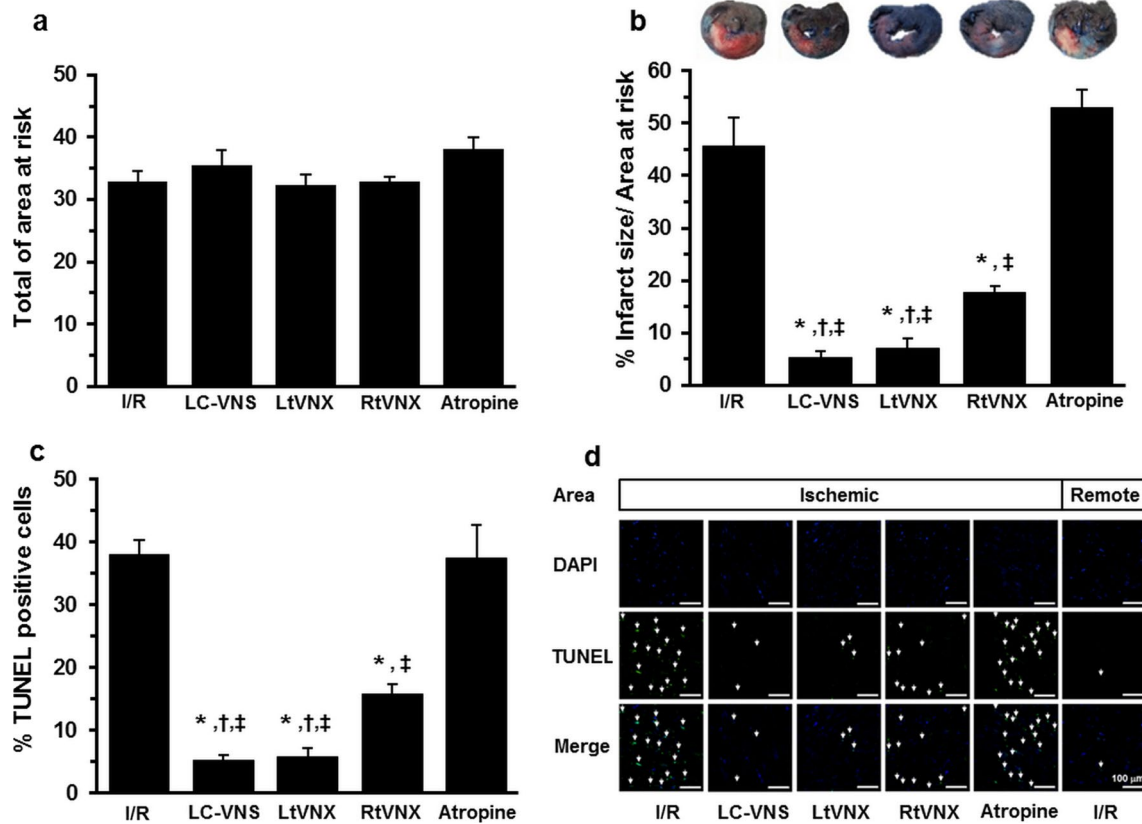 a
Total of area at risk
50
40
30
20
10
0
I/R LC-VNS LtVNX RtVNX Atropine
b
% Infarct size/ Area at risk
60
50
40
30
20
10
0
* ,†,‡
* ,†,‡
* , ‡
I/R LC-VNS LtVNX RtVNX Atropine
c
% TUNEL positive cells
50
40
30
20
10
0
* ,†,‡
* ,†,‡
* , ‡
I/R LC-VNS LtVNX RtVNX Atropine
d
Area Ischemic Remote
DAPI
TUNEL
Merge
100 µm
I/R LC-VNS LtVNX RtVNX Atropine I/R